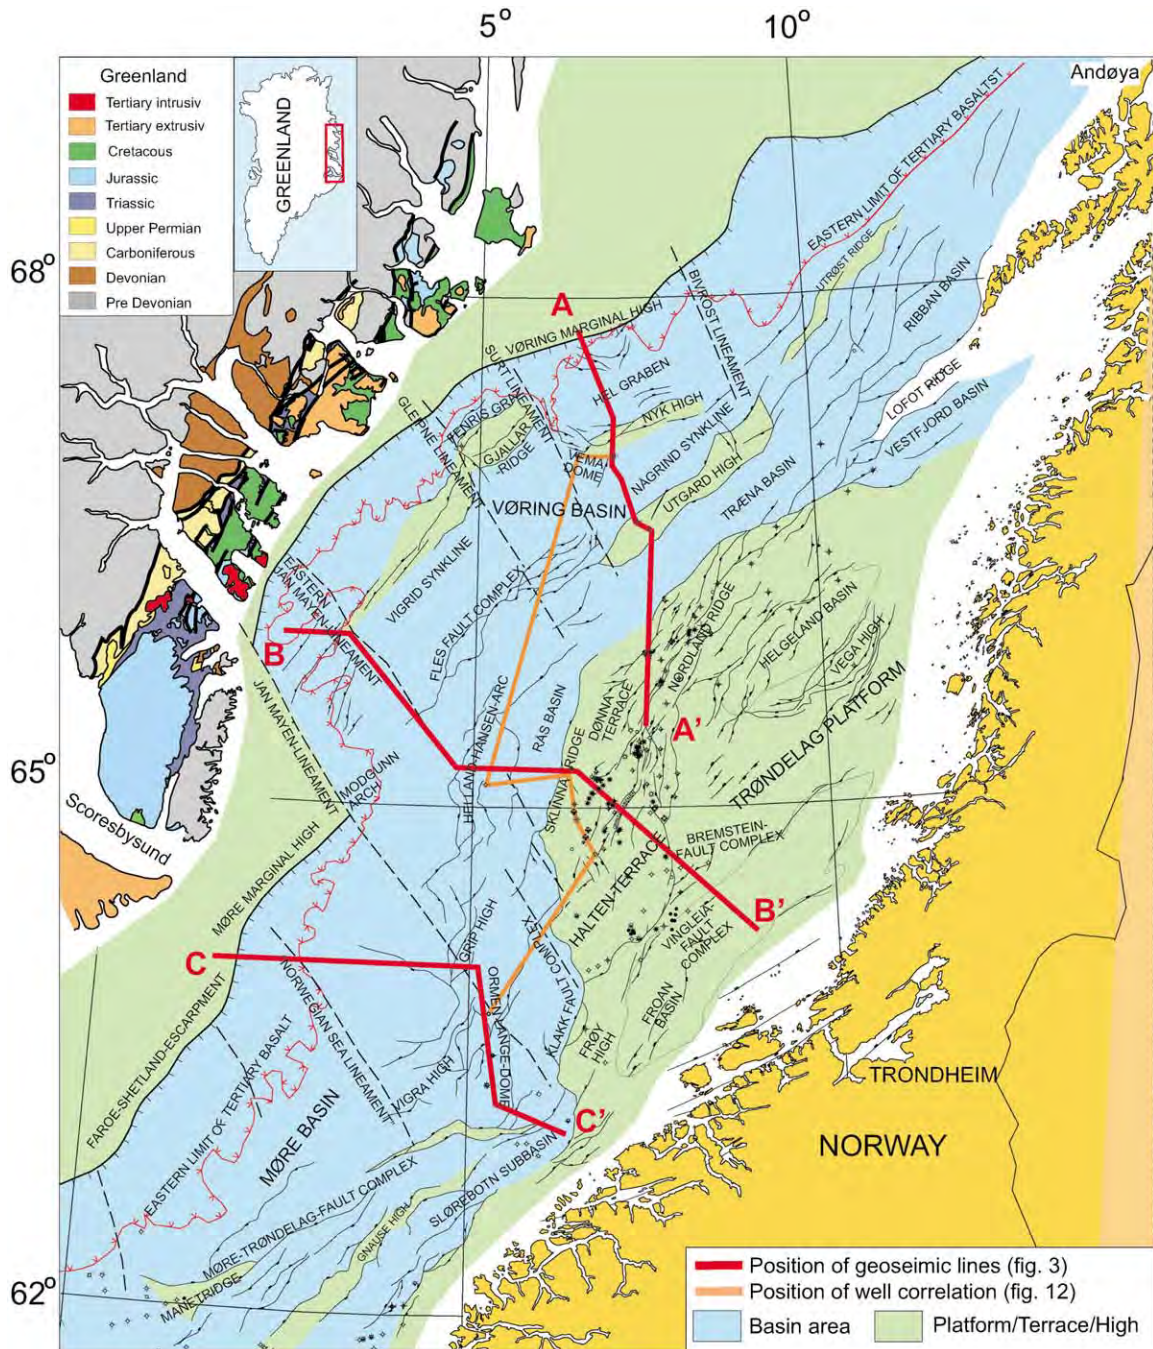 5°
10°
Greenland
Tertiary intrusiv
Tertiary extrusiv
Cretacous
Jurassic
Triassic
Upper Permian
Carboniferous
Devonian
Pre Devonian
GREENLAND
Andøya
EASTERN LIMIT OF TERTIARY BASALTST
68°
UTRØST RIDGE
RIBBAN BASIN
BIVROST LINEAMENT
A
VØRING MARGINAL HIGH
SURT LINEAMENT
HEL GRABEN
LOFOT RIDGE
GLEIPNE LINEAMENT
FENRIS GRABEN
NYK HIGH
VESTFJORD BASIN
GJALLAR
-RIDGE
VEMA
DOME
NÅGRIND SYNKLINE
UTGARD HIGH
TRÆNA BASIN
VØRING BASIN
EASTERN
JAN MAYEN-LINEAMENT
VIGRID SYNKLINE
FLES FAULT COMPLEX
NORDLAND RIDGE
HELGELAND BASIN
VEGA HIGH
B
JAN MAYEN-LINEAMENT
HELLAND HANSEN-ARC
RÅS BASIN
DØNNA
TERRACE
A'
TRØNDELAG PLATFORM
65°
MODGUNN
ARCH
SKLINNA RIDGE
Scoresbysund
BREMSTEIN-
FAULT COMPLEX
MØRE MARGINAL HIGH
HALTEN-TERRACE
B'
VINGLEIA-
FAULT
COMPLEX
GRIP HIGH
C
KLAKK FAULT COMPLEX
NORWEGIAN SEA LINEAMENT
ORMEN LANGE-DOME
FROAN
BASIN
FRØY
HIGH
FAROE-SHETLAND-ESCARPMENT
EASTERN LIMIT OF TERTIARY BASALT
VIGRA HIGH
TRONDHEIM
MØRE BASIN
C'
NORWAY
SLØREBOTN SUBBASIN
MØRE-TRØNDELAG-FAULT COMPLEX
GNAUSE HIGH
62°
MANETRIDGE
Position of geoseimic lines (fig. 3)
Position of well correlation (fig. 12)
Basin area
Platform/Terrace/High